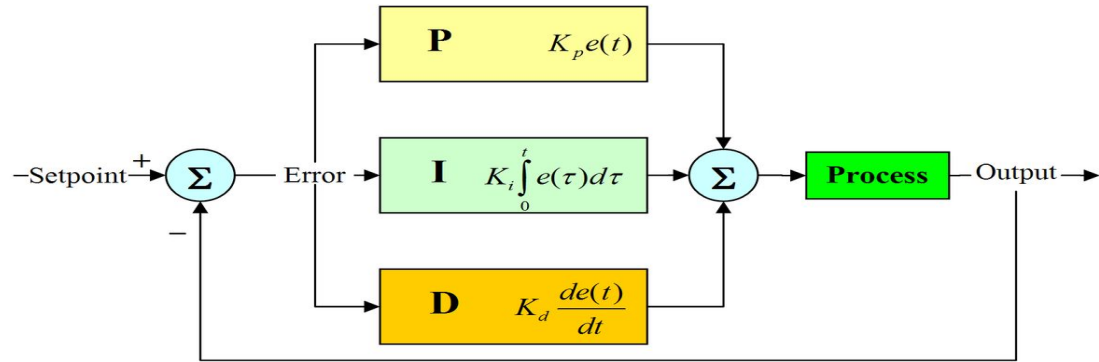 P K_p e(t)
+
–Setpoint
Σ
Error
I K_i ∫_0^t e(τ)dτ
Σ
Process
Output
−
D K_d de(t)/dt